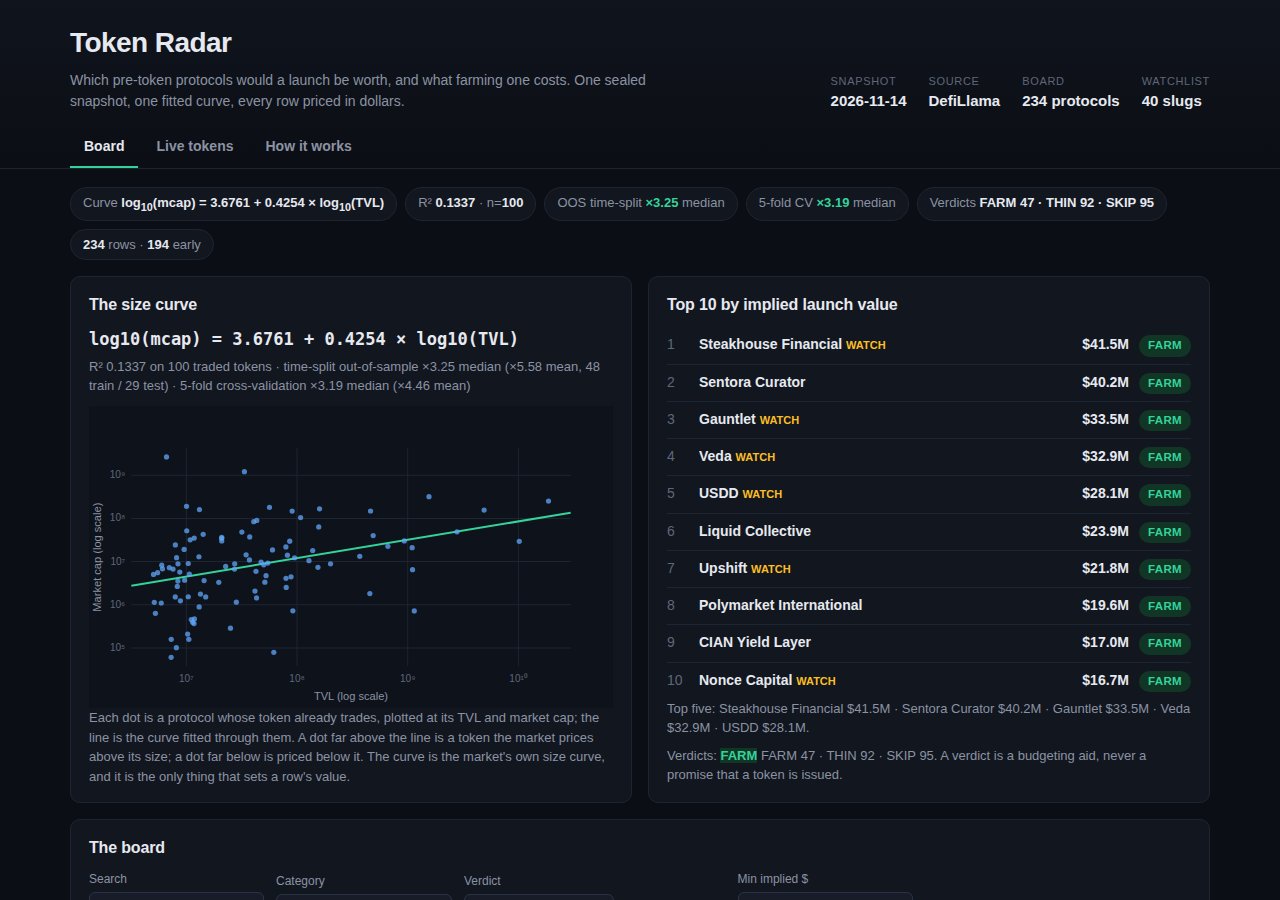 Token Radar
Which pre-token protocols would a launch be worth, and what farming one costs. One sealed
snapshot, one fitted curve, every row priced in dollars.
SNAPSHOT
2026-11-14
SOURCE
DefiLlama
BOARD
234 protocols
WATCHLIST
40 slugs
Board
Live tokens
How it works
Curve log10(mcap) = 3.6761 + 0.4254 × log10(TVL)
R² 0.1337 · n=100
OOS time-split ×3.25 median
5-fold CV ×3.19 median
Verdicts FARM 47 · THIN 92 · SKIP 95
234 rows · 194 early
The size curve
log10(mcap) = 3.6761 + 0.4254 × log10(TVL)
R² 0.1337 on 100 traded tokens · time-split out-of-sample ×3.25 median (×5.58 mean, 48
train / 29 test) · 5-fold cross-validation ×3.19 median (×4.46 mean)
Market cap (log scale)
10⁹
10⁸
10⁷
10⁶
10⁵
10⁷
10⁸
10⁹
10¹⁰
TVL (log scale)
Each dot is a protocol whose token already trades, plotted at its TVL and market cap; the
line is the curve fitted through them. A dot far above the line is a token the market prices
above its size; a dot far below is priced below it. The curve is the market's own size curve,
and it is the only thing that sets a row's value.
Top 10 by implied launch value
1 Steakhouse Financial WATCH $41.5M FARM
2 Sentora Curator $40.2M FARM
3 Gauntlet WATCH $33.5M FARM
4 Veda WATCH $32.9M FARM
5 USDD WATCH $28.1M FARM
6 Liquid Collective $23.9M FARM
7 Upshift WATCH $21.8M FARM
8 Polymarket International $19.6M FARM
9 CIAN Yield Layer $17.0M FARM
10 Nonce Capital WATCH $16.7M FARM
Top five: Steakhouse Financial $41.5M · Sentora Curator $40.2M · Gauntlet $33.5M · Veda
$32.9M · USDD $28.1M.
Verdicts: FARM FARM 47 · THIN 92 · SKIP 95. A verdict is a budgeting aid, never a
promise that a token is issued.
The board
Search
Category
Verdict
Min implied $